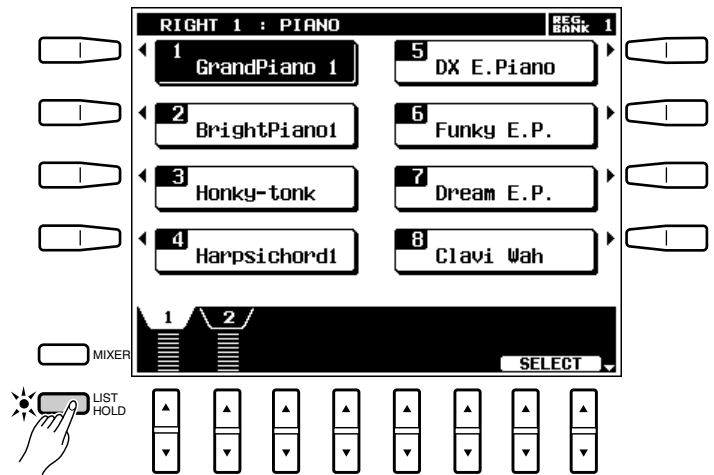 RIGHT 1 : PIANO
REG. BANK 1
1 GrandPiano 1
2 BrightPiano1
3 Honky-tonk
4 Harpsichord1
5 DX E.Piano
6 Funky E.P.
7 Dream E.P.
8 Clavi Wah
1 2
SELECT
MIXER
LIST
HOLD